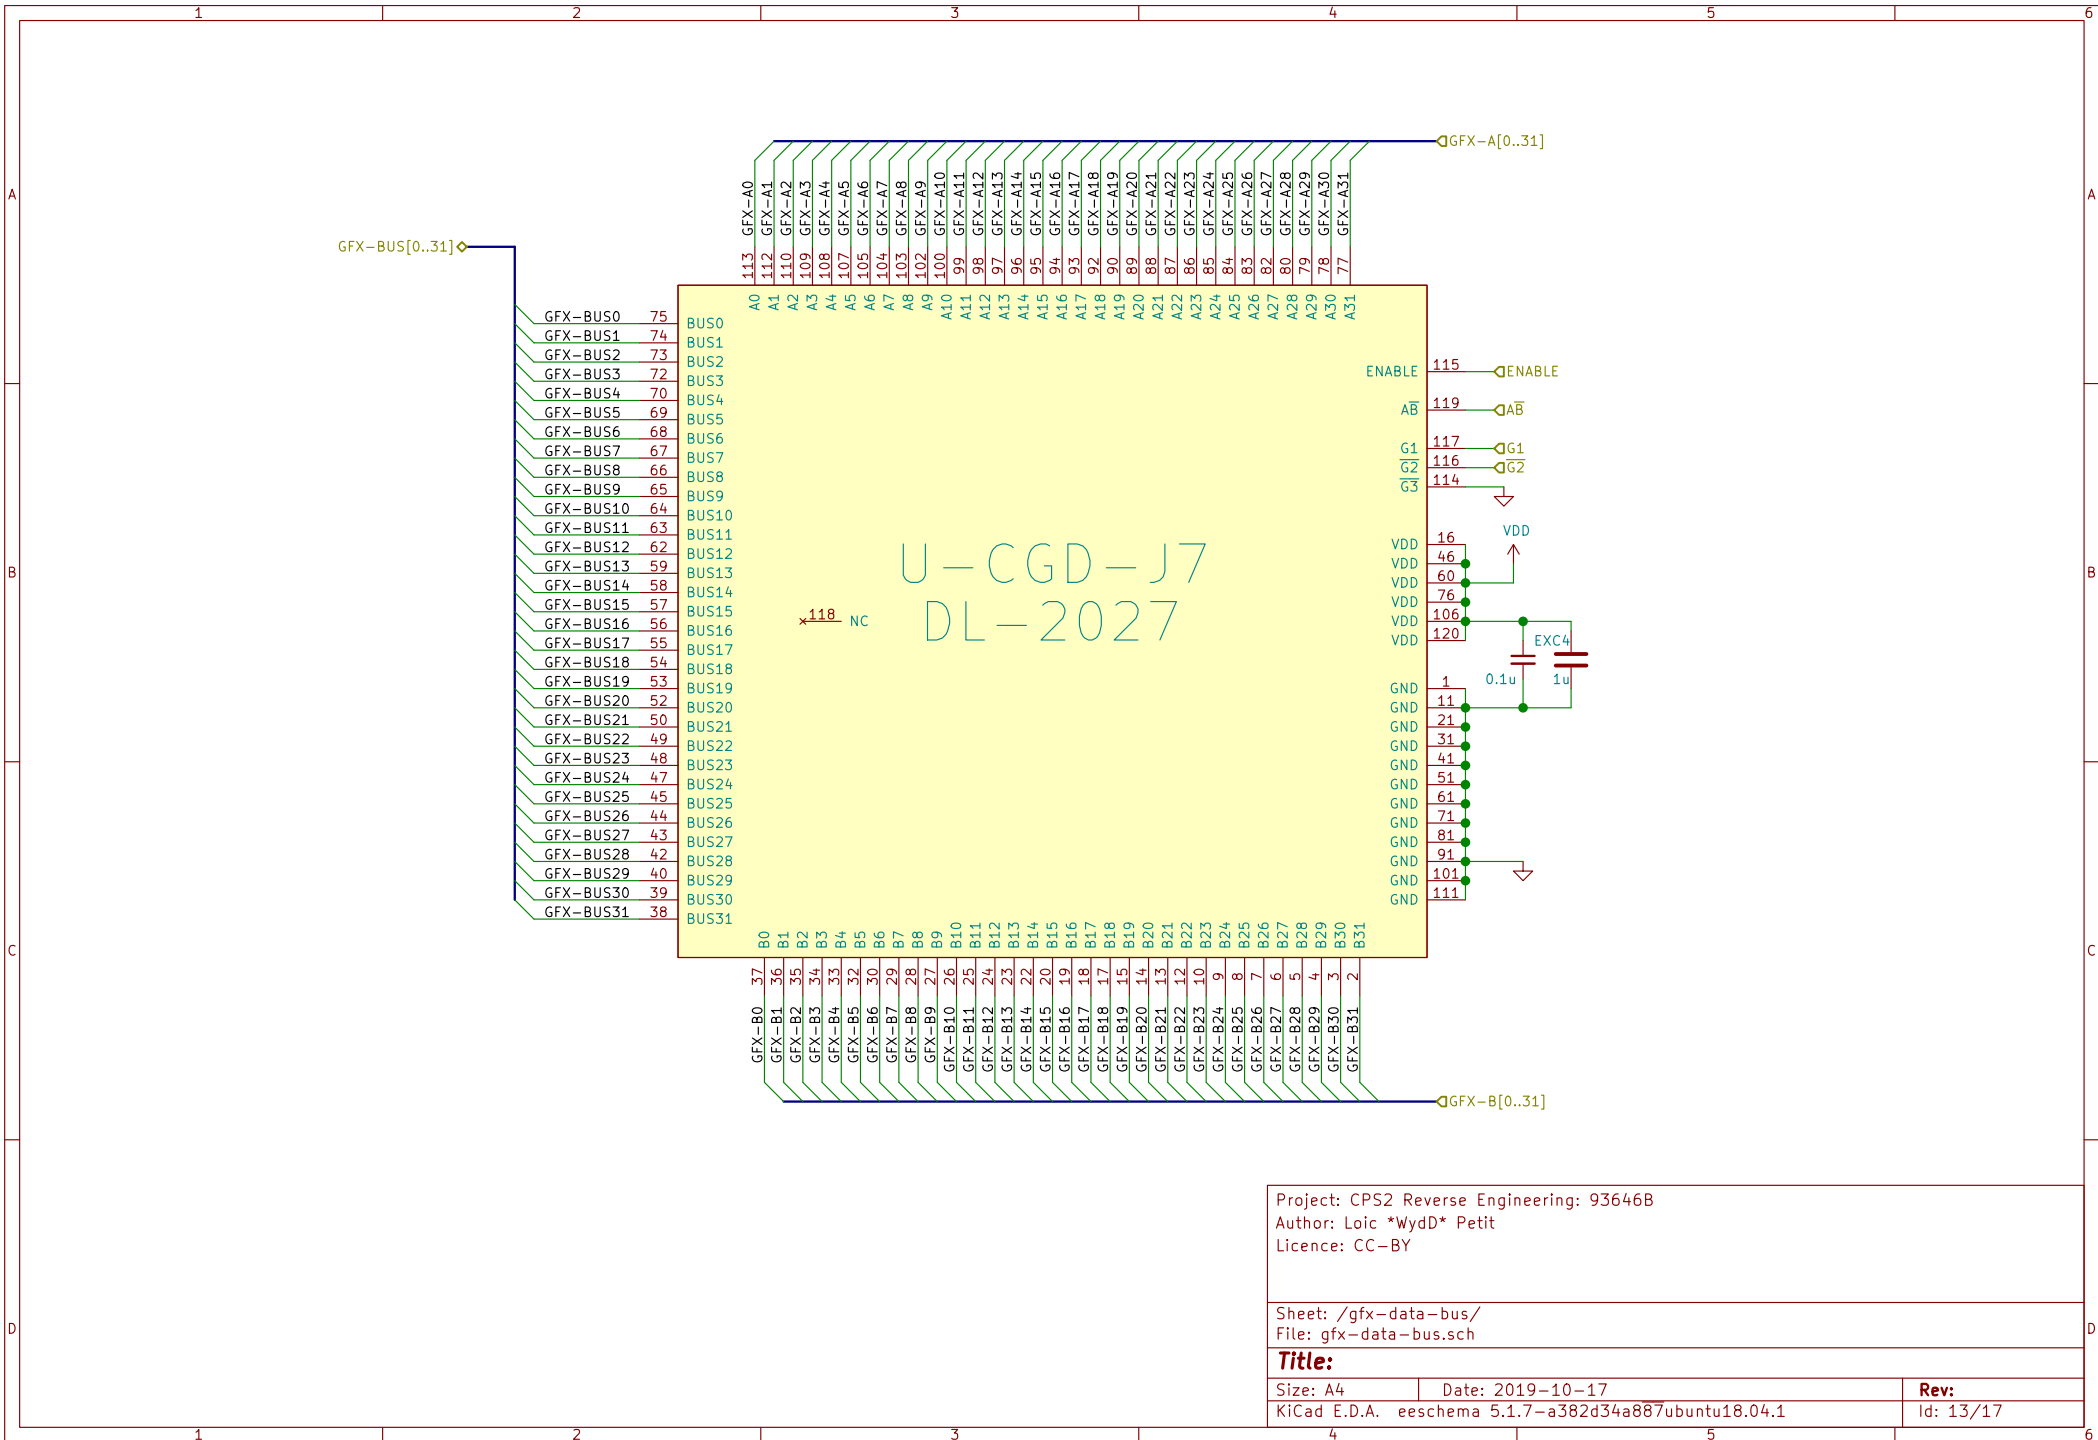 1 2 3 4 5 6
A A
B B
C C
D D
GFX-A[0..31]
GFX-A0 GFX-A1 GFX-A2 GFX-A3 GFX-A4 GFX-A5 GFX-A6 GFX-A7 GFX-A8 GFX-A9 GFX-A10 GFX-A11 GFX-A12 GFX-A13 GFX-A14 GFX-A15 GFX-A16 GFX-A17 GFX-A18 GFX-A19 GFX-A20 GFX-A21 GFX-A22 GFX-A23 GFX-A24 GFX-A25 GFX-A26 GFX-A27 GFX-A28 GFX-A29 GFX-A30 GFX-A31
113 112 110 109 108 107 105 104 103 102 100 99 98 97 96 95 94 93 92 90 89 88 87 86 85 84 83 82 80 79 78 77
A0 A1 A2 A3 A4 A5 A6 A7 A8 A9 A10 A11 A12 A13 A14 A15 A16 A17 A18 A19 A20 A21 A22 A23 A24 A25 A26 A27 A28 A29 A30 A31
GFX-BUS[0..31]
GFX-BUS0 75 BUS0
GFX-BUS1 74 BUS1
GFX-BUS2 73 BUS2
GFX-BUS3 72 BUS3
GFX-BUS4 70 BUS4
GFX-BUS5 69 BUS5
GFX-BUS6 68 BUS6
GFX-BUS7 67 BUS7
GFX-BUS8 66 BUS8
GFX-BUS9 65 BUS9
GFX-BUS10 64 BUS10
GFX-BUS11 63 BUS11
GFX-BUS12 62 BUS12
GFX-BUS13 59 BUS13
GFX-BUS14 58 BUS14
GFX-BUS15 57 BUS15
GFX-BUS16 56 BUS16
GFX-BUS17 55 BUS17
GFX-BUS18 54 BUS18
GFX-BUS19 53 BUS19
GFX-BUS20 52 BUS20
GFX-BUS21 50 BUS21
GFX-BUS22 49 BUS22
GFX-BUS23 48 BUS23
GFX-BUS24 47 BUS24
GFX-BUS25 45 BUS25
GFX-BUS26 44 BUS26
GFX-BUS27 43 BUS27
GFX-BUS28 42 BUS28
GFX-BUS29 40 BUS29
GFX-BUS30 39 BUS30
GFX-BUS31 38 BUS31
U-CGD-J7
DL-2027
118 NC
ENABLE 115 ENABLE
AB̅ 119 AB̅
G1 117 G1
G̅2̅ 116 G̅2̅
G̅3̅ 114
VDD
VDD 16
VDD 46
VDD 60
VDD 76
VDD 106
VDD 120
EXC4
0.1u 1u
GND 1
GND 11
GND 21
GND 31
GND 41
GND 51
GND 61
GND 71
GND 81
GND 91
GND 101
GND 111
B0 B1 B2 B3 B4 B5 B6 B7 B8 B9 B10 B11 B12 B13 B14 B15 B16 B17 B18 B19 B20 B21 B22 B23 B24 B25 B26 B27 B28 B29 B30 B31
37 36 35 34 33 32 30 29 28 27 26 25 24 23 22 20 19 18 17 15 14 13 12 10 9 8 7 6 5 4 3 2
GFX-B0 GFX-B1 GFX-B2 GFX-B3 GFX-B4 GFX-B5 GFX-B6 GFX-B7 GFX-B8 GFX-B9 GFX-B10 GFX-B11 GFX-B12 GFX-B13 GFX-B14 GFX-B15 GFX-B16 GFX-B17 GFX-B18 GFX-B19 GFX-B20 GFX-B21 GFX-B22 GFX-B23 GFX-B24 GFX-B25 GFX-B26 GFX-B27 GFX-B28 GFX-B29 GFX-B30 GFX-B31
GFX-B[0..31]
Project: CPS2 Reverse Engineering: 93646B
Author: Loic *WydD* Petit
Licence: CC-BY
Sheet: /gfx-data-bus/
File: gfx-data-bus.sch
Title:
Size: A4 Date: 2019-10-17 Rev:
KiCad E.D.A. eeschema 5.1.7-a382d34a8̅8̅7̅ubuntu18.04.1 Id: 13/17
1 2 3 4 5 6